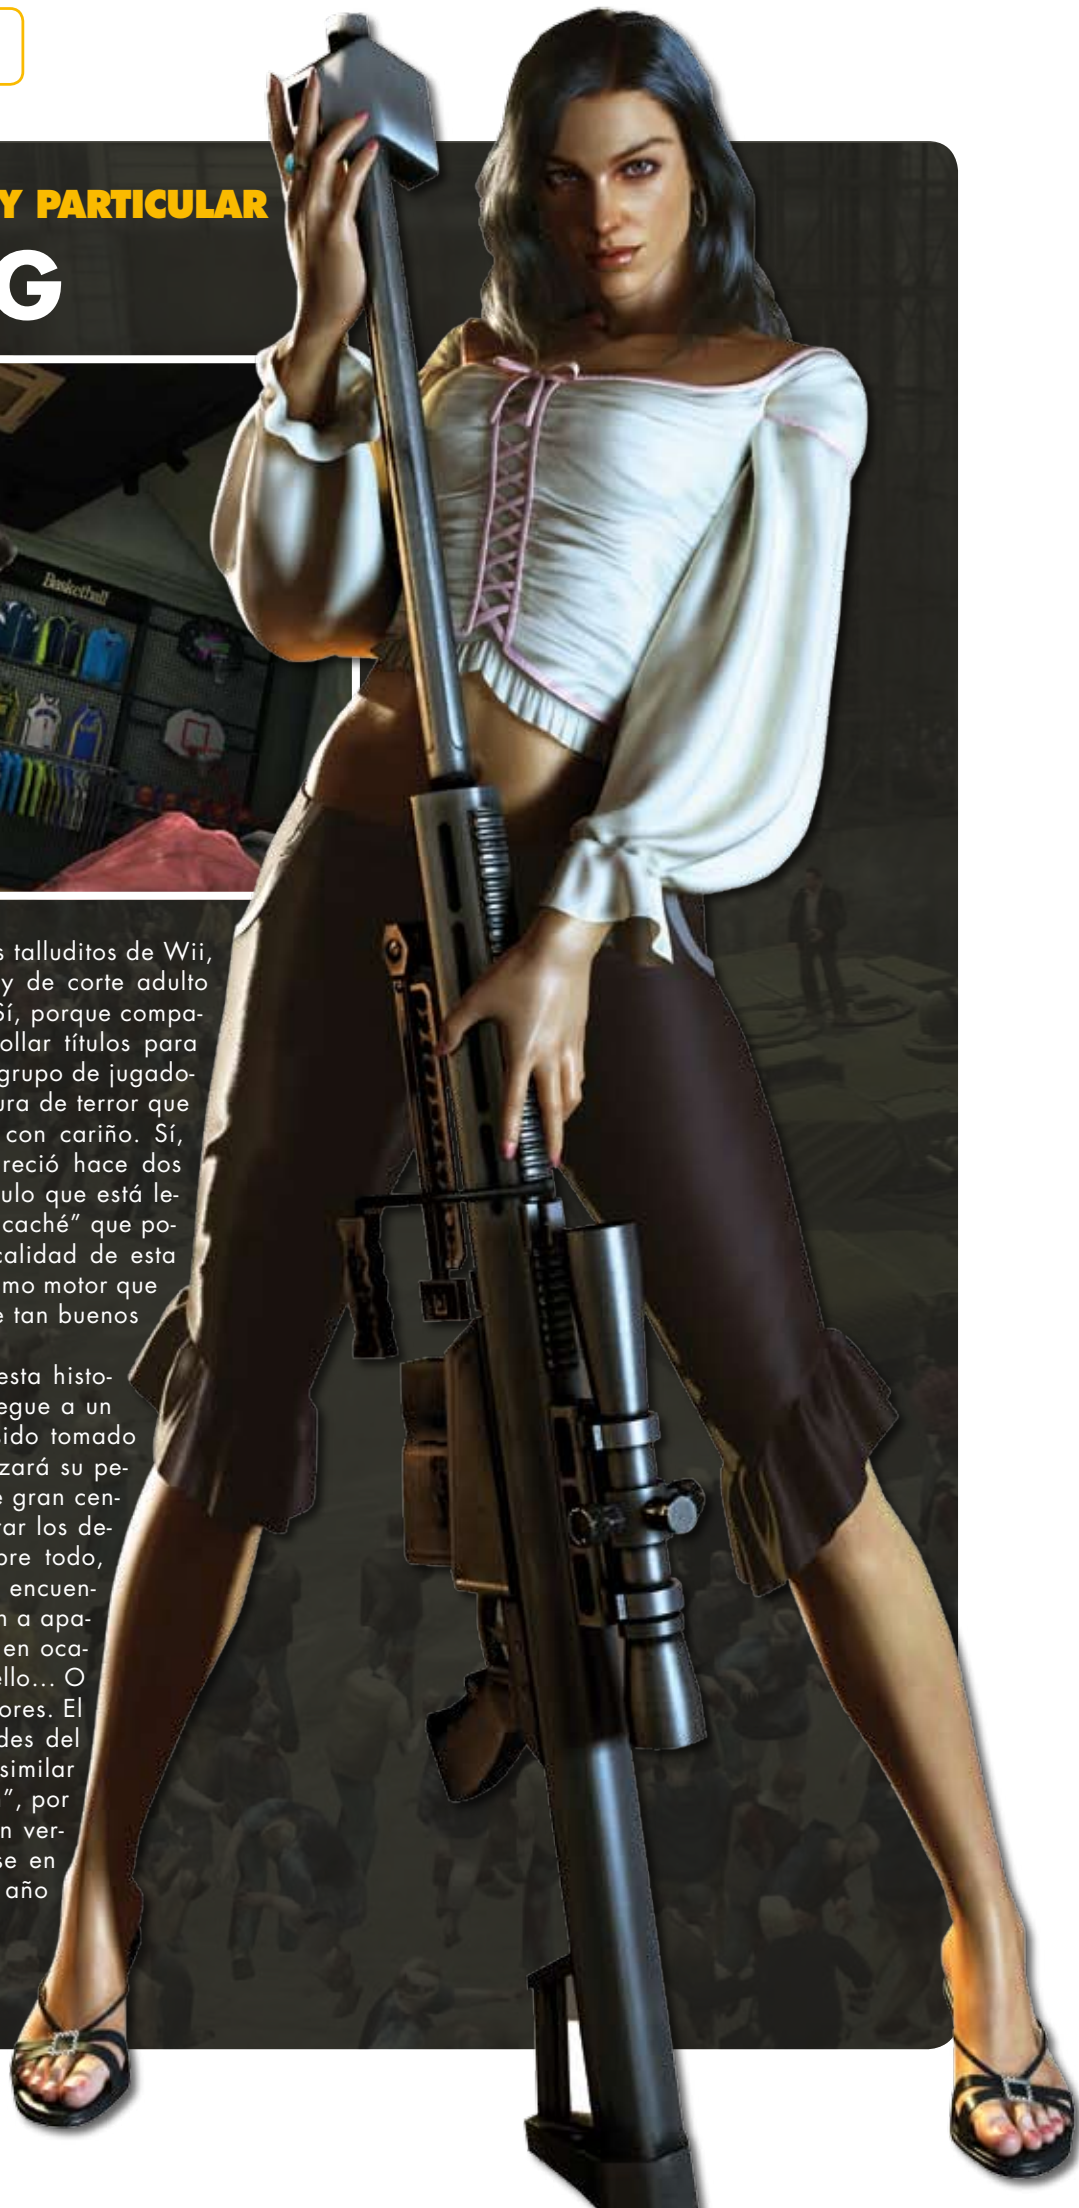 Y PARTICULAR
G
Basketball
s talluditos de Wii,
y de corte adulto
Sí, porque compa-
ollar títulos para
grupo de jugado-
ura de terror que
con cariño. Sí,
reció hace dos
ulo que está le-
caché” que po-
calidad de esta
mo motor que
e tan buenos
esta histo-
egue a un
sido tomado
zará su pe-
e gran cen-
rar los de-
bre todo,
encuen-
n a apa-
en oca-
ello... O
ores. El
des del
similar
”, por
n ver-
se en
año